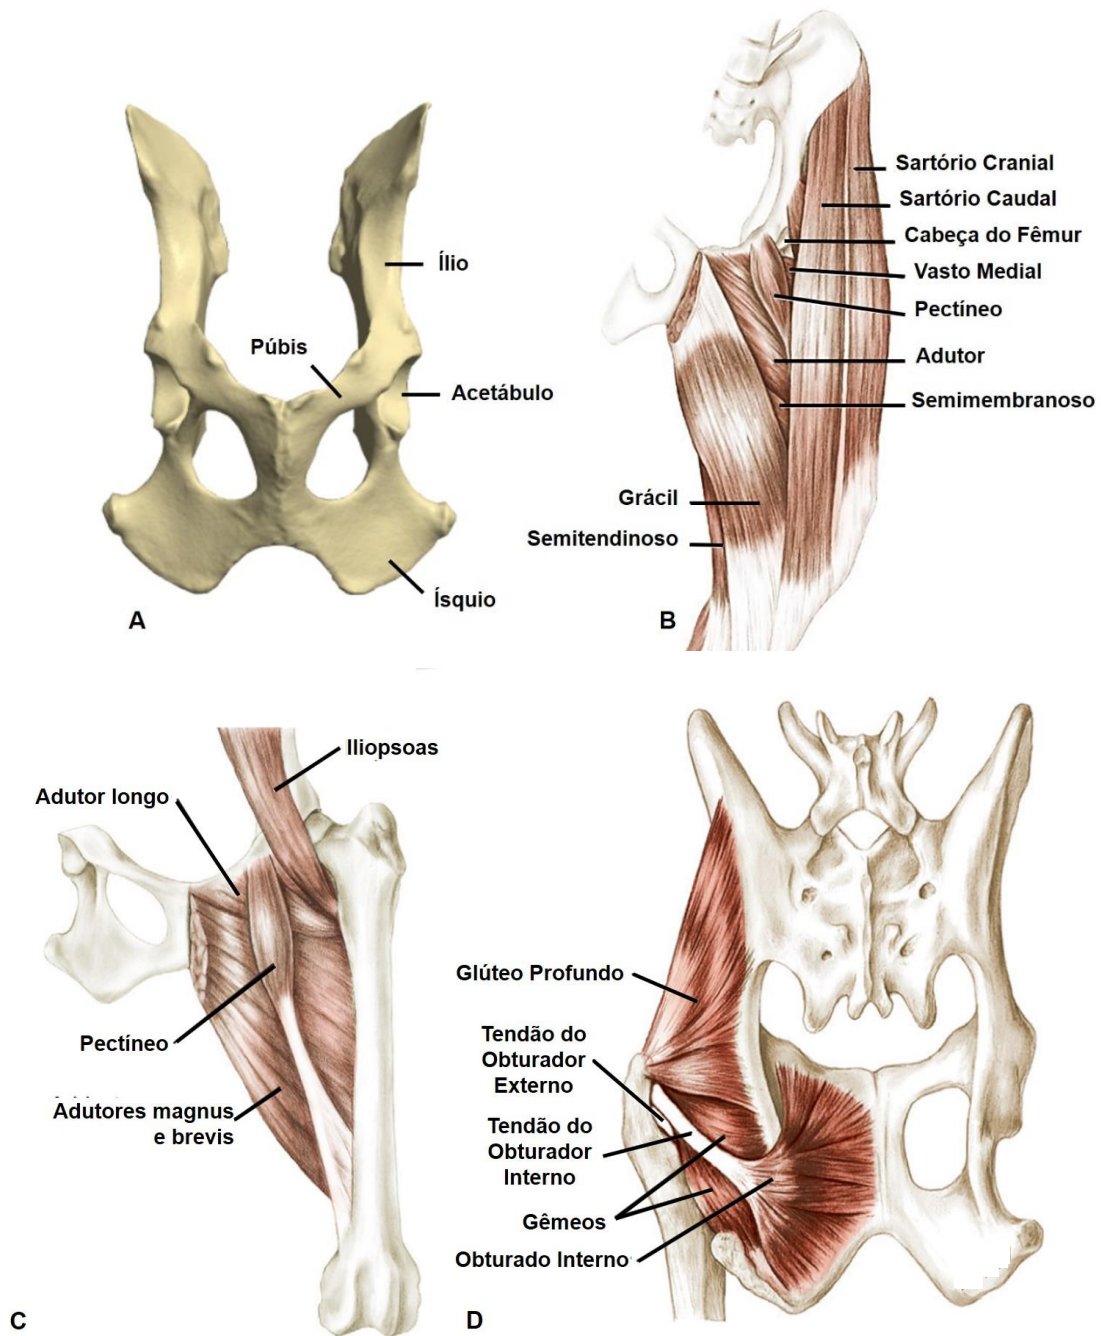 Ílio
Púbis
Acetábulo
Ísquio
A
Sartório Cranial
Sartório Caudal
Cabeça do Fêmur
Vasto Medial
Pectíneo
Adutor
Semimembranoso
Grácil
Semitendinoso
B
Iliopsoas
Adutor longo
Pectíneo
Adutores magnus
e brevis
C
Glúteo Profundo
Tendão do
Obturador
Externo
Tendão do
Obturador
Interno
Gêmeos
Obturado Interno
D